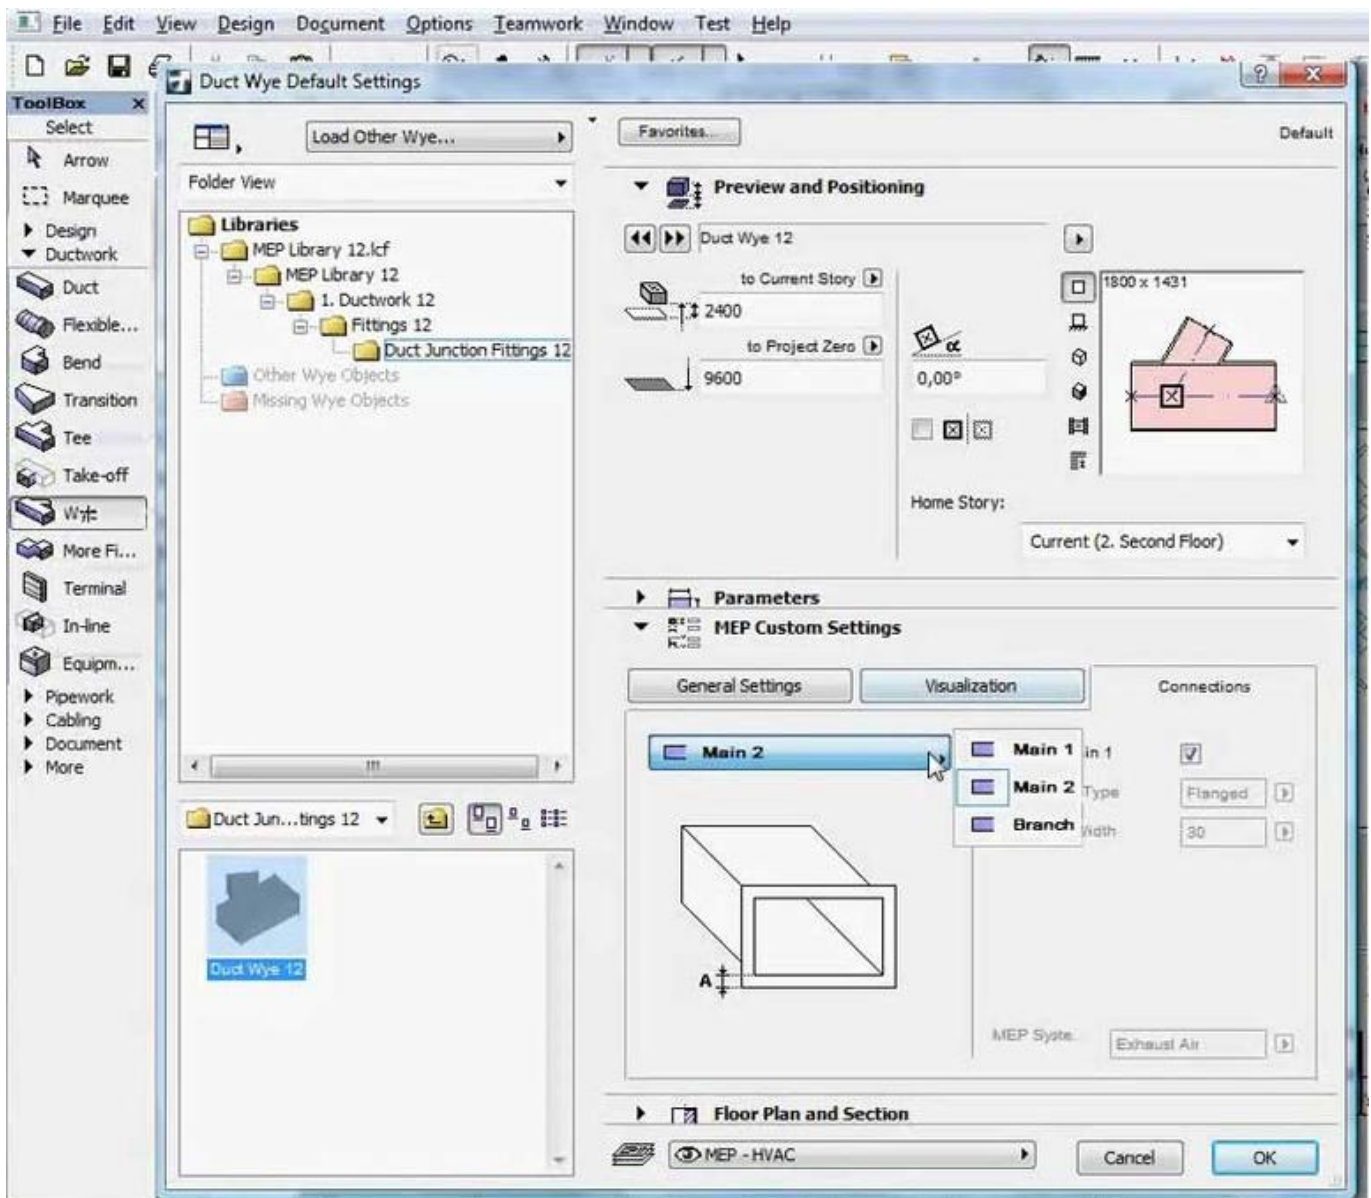 File Edit View Design Document Options Teamwork Window Test Help
Duct Wye Default Settings
ToolBox x
Select
Arrow
Marquee
Design
Ductwork
Duct
Flexible...
Bend
Transition
Tee
Take-off
More Fi...
Terminal
In-line
Equipm...
Pipework
Cabling
Document
More
Load Other Wye...
Folder View
Libraries
MEP Library 12.lcf
MEP Library 12
1. Ductwork 12
Fittings 12
Duct Junction Fittings 12
Other Wye Objects
Missing Wye Objects
Duct Jun...tings 12
Duct Wye 12
Favorites...
Default
Preview and Positioning
Duct Wye 12
to Current Story
2400
to Project Zero
9600
α
0,00°
1800 x 1431
Home Story:
Current (2. Second Floor)
Parameters
MEP Custom Settings
General Settings Visualization Connections
Main 2
Main 1
Main 2
Branch
in 1
Type Flanged
Width 30
A
MEP Syste... Exhaust Air
Floor Plan and Section
MEP - HVAC
Cancel OK